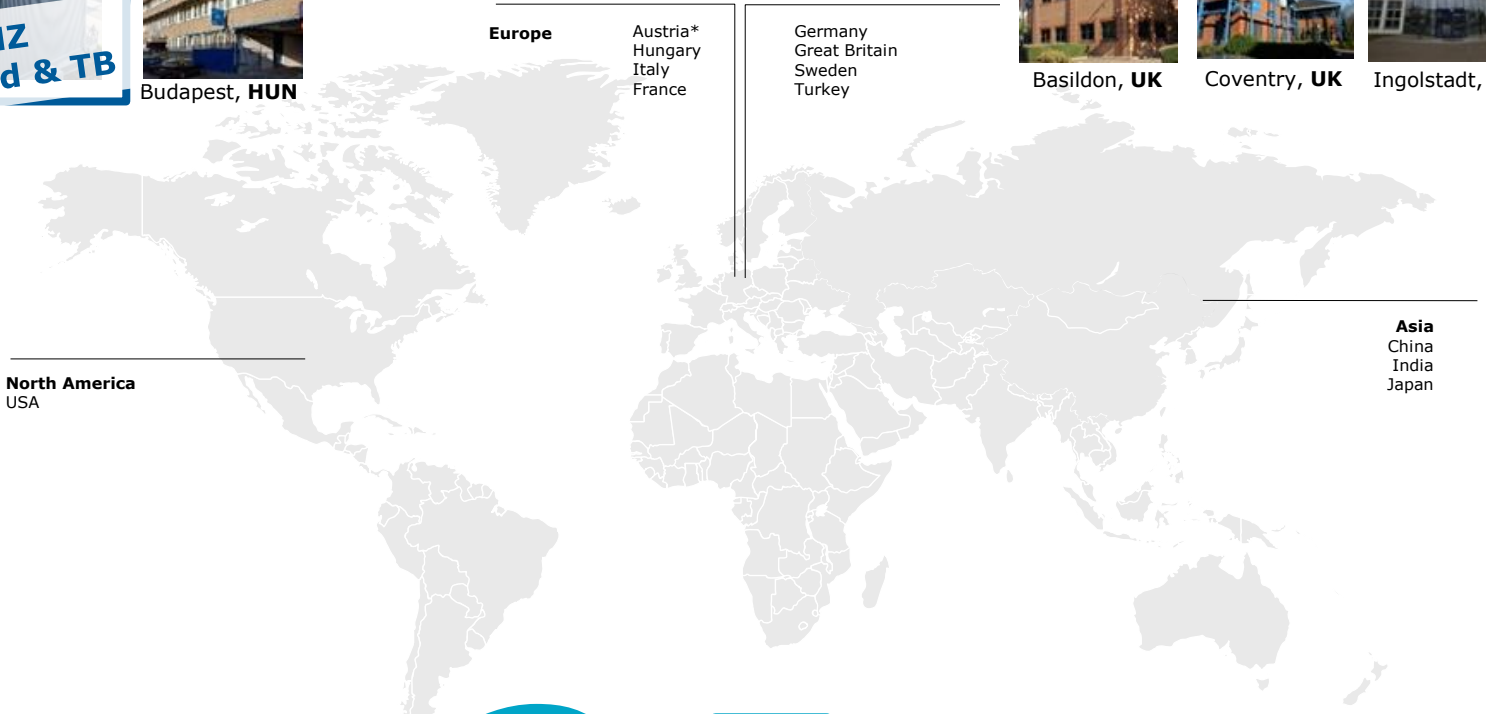 d & TB
Budapest, HUN
Europe
Austria*
Hungary
Italy
France
Germany
Great Britain
Sweden
Turkey
Basildon, UK
Coventry, UK
Ingolstadt,
North America
USA
Asia
China
India
Japan